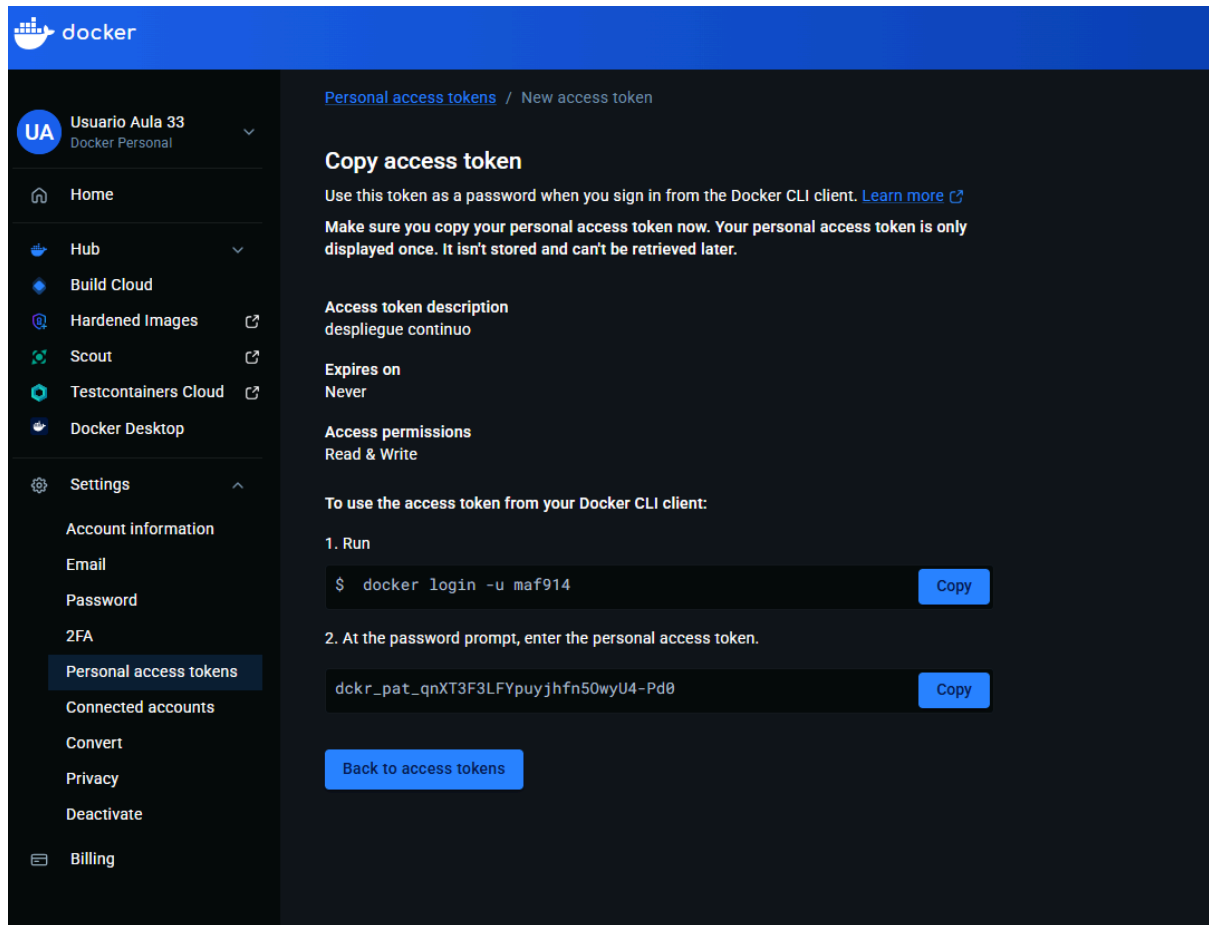 docker
Usuario Aula 33
Docker Personal
Home
Hub
Build Cloud
Hardened Images
Scout
Testcontainers Cloud
Docker Desktop
Settings
Account information
Email
Password
2FA
Personal access tokens
Connected accounts
Convert
Privacy
Deactivate
Billing
UA
Personal access tokens / New access token
Copy access token
Use this token as a password when you sign in from the Docker CLI client. Learn more
Make sure you copy your personal access token now. Your personal access token is only
displayed once. It isn't stored and can't be retrieved later.
Access token description
despliegue continuo
Expires on
Never
Access permissions
Read & Write
To use the access token from your Docker CLI client:
1. Run
$ docker login -u maf914
Copy
2. At the password prompt, enter the personal access token.
dckr_pat_qnXT3F3LFYpuyjhfn5OwyU4-Pd0
Copy
Back to access tokens